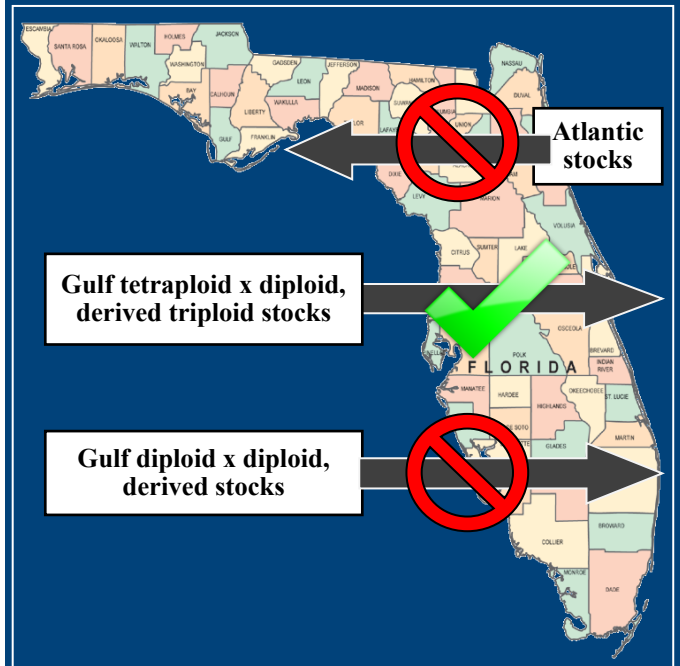 ESCAMBIA
SANTA ROSA
OKALOOSA
WALTON
HOLMES
JACKSON
WASHINGTON
BAY
CALHOUN
GULF
GADSDEN
LIBERTY
FRANKLIN
LEON
WAKULLA
JEFFERSON
MADISON
HAMILTON
NASSAU
DUVAL
UNION
DIXIE
LEVY
MARION
VOLUSIA
Atlantic
stocks
CITRUS
SUMTER
LAKE
Gulf tetraploid x diploid,
derived triploid stocks
OSCEOLA
BREVARD
POLK
INDIAN
RIVER
FLORIDA
MANATEE
HARDEE
OKEECHOBEE
ST. LUCIE
HIGHLANDS
MARTIN
GLADES
Gulf diploid x diploid,
derived stocks
COLLIER
BROWARD
MONROE
DADE